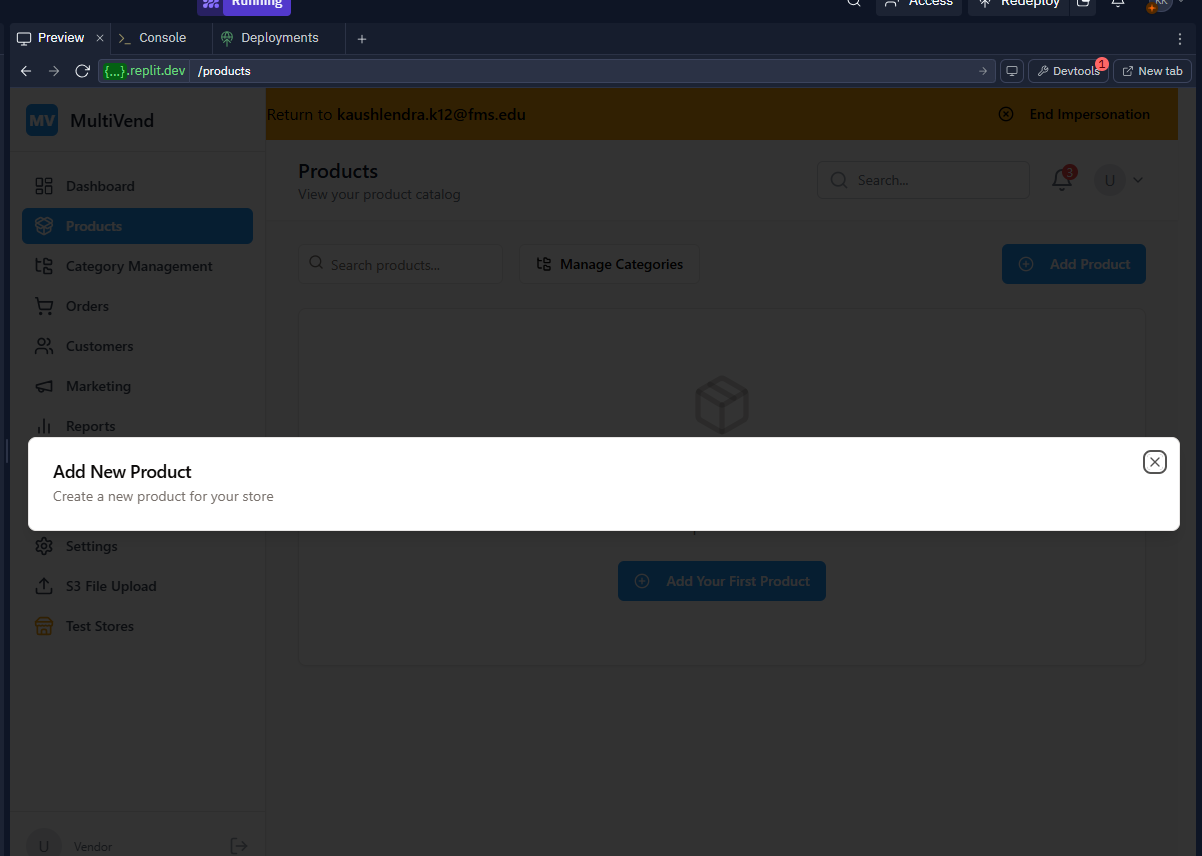 Running
Access
Redeploy
KK
Preview
Console
Deployments
{...}.replit.dev
/products
Devtools
1
New tab
MV
MultiVend
Return to kaushlendra.k12@fms.edu
End Impersonation
Dashboard
Products
Category Management
Orders
Customers
Marketing
Reports
Products
View your product catalog
Search...
3
U
Search products...
Manage Categories
Add Product
Add New Product
Create a new product for your store
Settings
S3 File Upload
Test Stores
Add Your First Product
U
Vendor